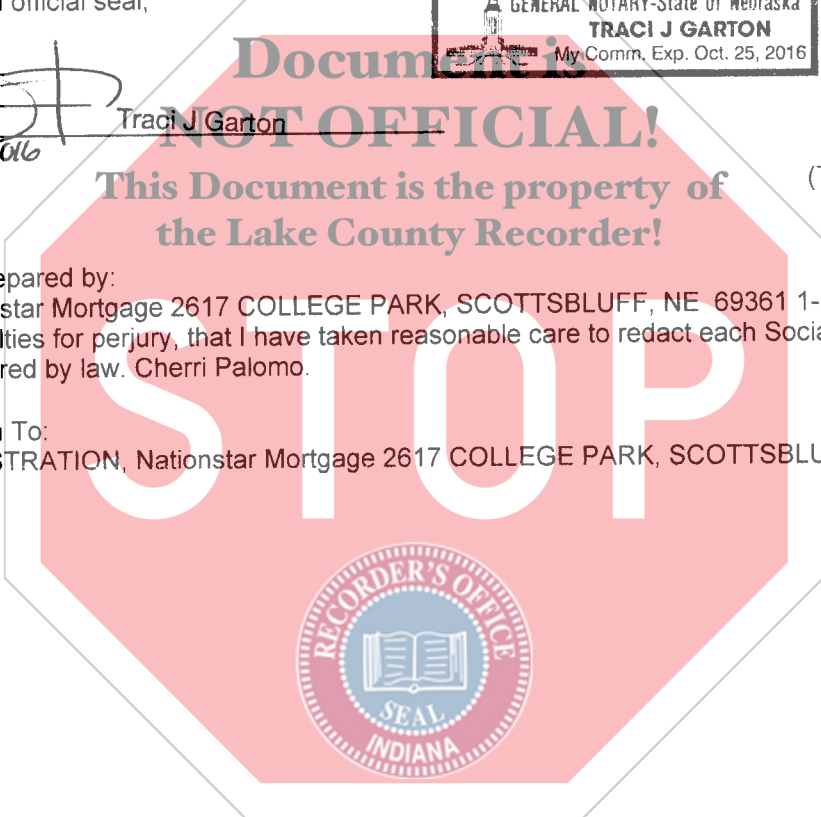 official seal,
GENERAL NOTARY-State of Nebraska
TRACI J GARTON
My Comm. Exp. Oct. 25, 2016
Document is
Traci J Garton
NOT OFFICIAL!
2016
This Document is the property of
(T
the Lake County Recorder!
epared by:
star Mortgage 2617 COLLEGE PARK, SCOTTSBLUFF, NE 69361 1-
lties for perjury, that I have taken reasonable care to redact each Socia
red by law. Cherri Palomo.
To:
STRATION, Nationstar Mortgage 2617 COLLEGE PARK, SCOTTSBLU
STOP
RECORDER'S OFFICE
SEAL
INDIANA